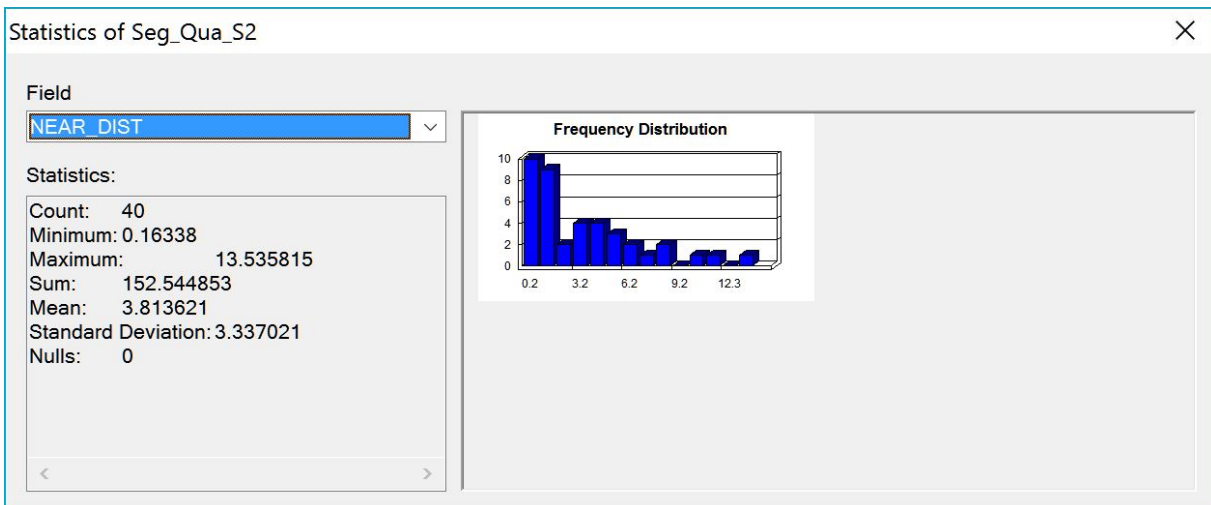 Statistics of Seg_Qua_S2
Field
NEAR_DIST
Statistics:
Count: 40
Minimum: 0.16338
Maximum: 13.535815
Sum: 152.544853
Mean: 3.813621
Standard Deviation: 3.337021
Nulls: 0
Frequency Distribution
10
8
6
4
2
0
0.2 3.2 6.2 9.2 12.3